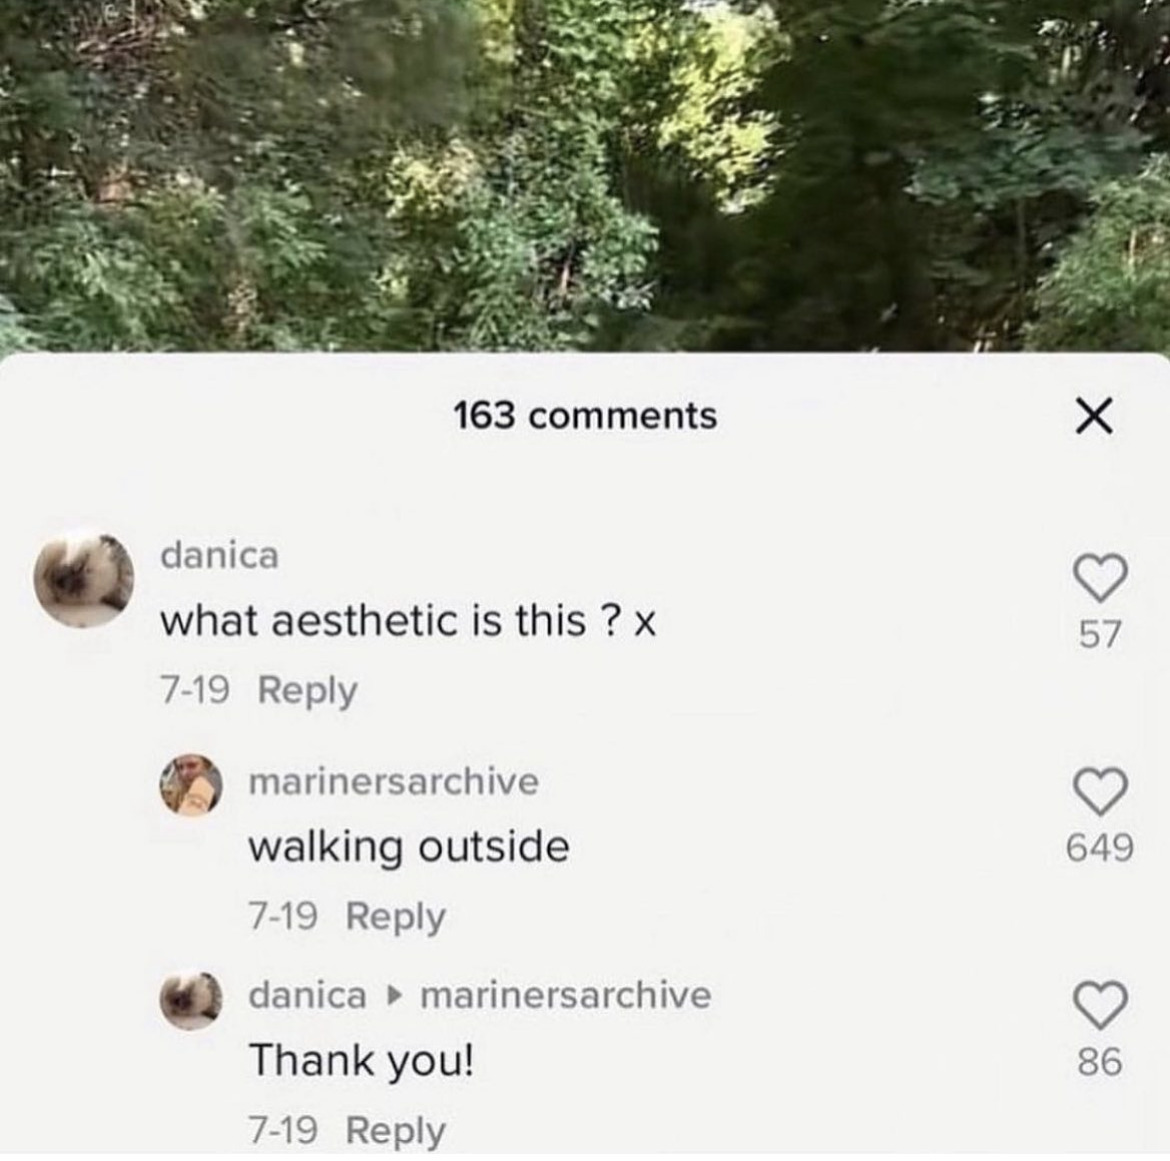 163 comments
danica
what aesthetic is this ? x
7-19 Reply
57
marinersarchive
walking outside
7-19 Reply
649
danica ▸ marinersarchive
Thank you!
7-19 Reply
86